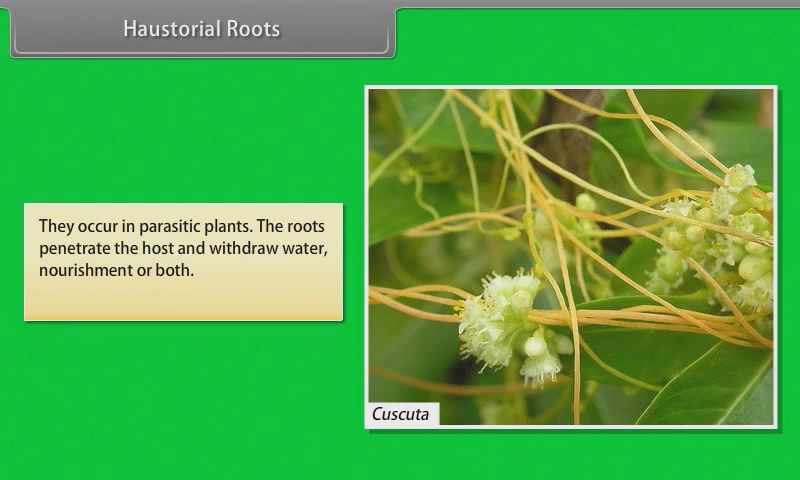 Haustorial Roots
They occur in parasitic plants. The roots
penetrate the host and withdraw water,
nourishment or both.
Cuscuta